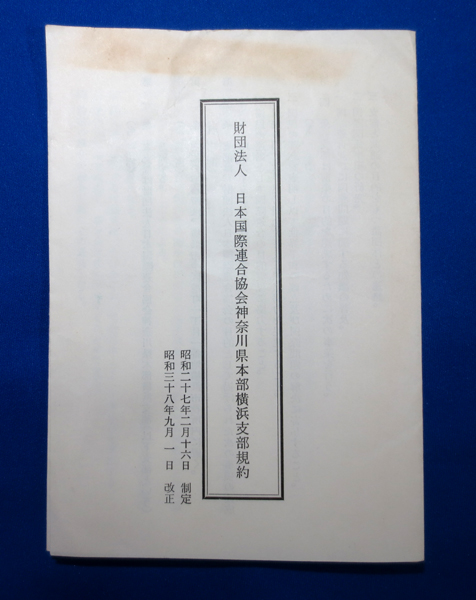 財団法人　日本国際連合協会神奈川県本部横浜支部規約
昭和二十七年二月十六日　制定
昭和三十八年九月　一　日　改正